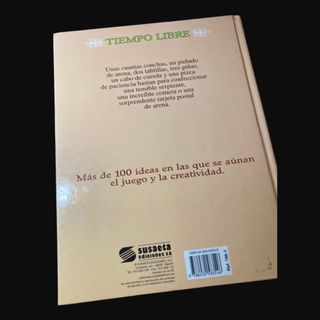 TIEMPO LIBRE
Unas cuantas conchas, un puñado
de arena, dos tablillas, tres piñas,
un cabo de cuerda y una pizca
de paciencia bastan para confeccionar
una temible serpiente,
una increíble cometa o una
sorprendente tarjeta postal
de arena.
Más de 100 ideas en las que se aúnan
el juego y la creatividad.
susaeta
ediciones s.a.